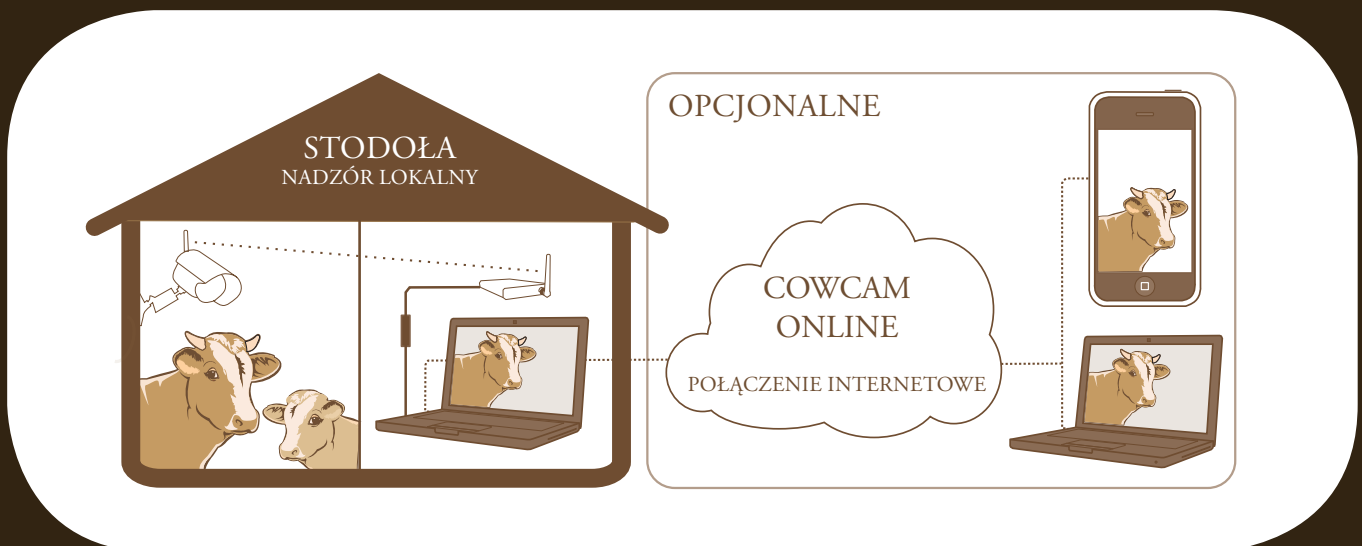 STODOŁA
NADZÓR LOKALNY
OPCJONALNE
COWCAM
ONLINE
POŁĄCZENIE INTERNETOWE